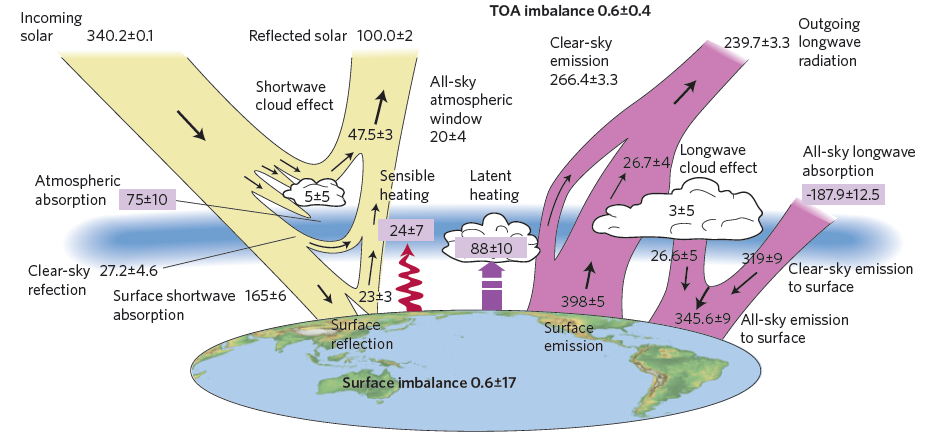 TOA imbalance 0.6±0.4
Incoming
solar
340.2±0.1
Reflected solar 100.0±2
Clear-sky
emission
266.4±3.3
239.7±3.3
Outgoing
longwave
radiation
Shortwave
cloud effect
All-sky
atmospheric
window
20±4
47.5±3
26.7±4
Longwave
cloud effect
All-sky longwave
absorption
-187.9±12.5
Atmospheric
absorption
75±10
5±5
Sensible
heating
24±7
Latent
heating
88±10
3±5
Clear-sky
refection
27.2±4.6
26.6±5
319±9
Clear-sky emission
to surface
Surface shortwave
absorption
165±6
23±3
398±5
345.6±9
All-sky emission
to surface
Surface
reflection
Surface
emission
Surface imbalance 0.6±17